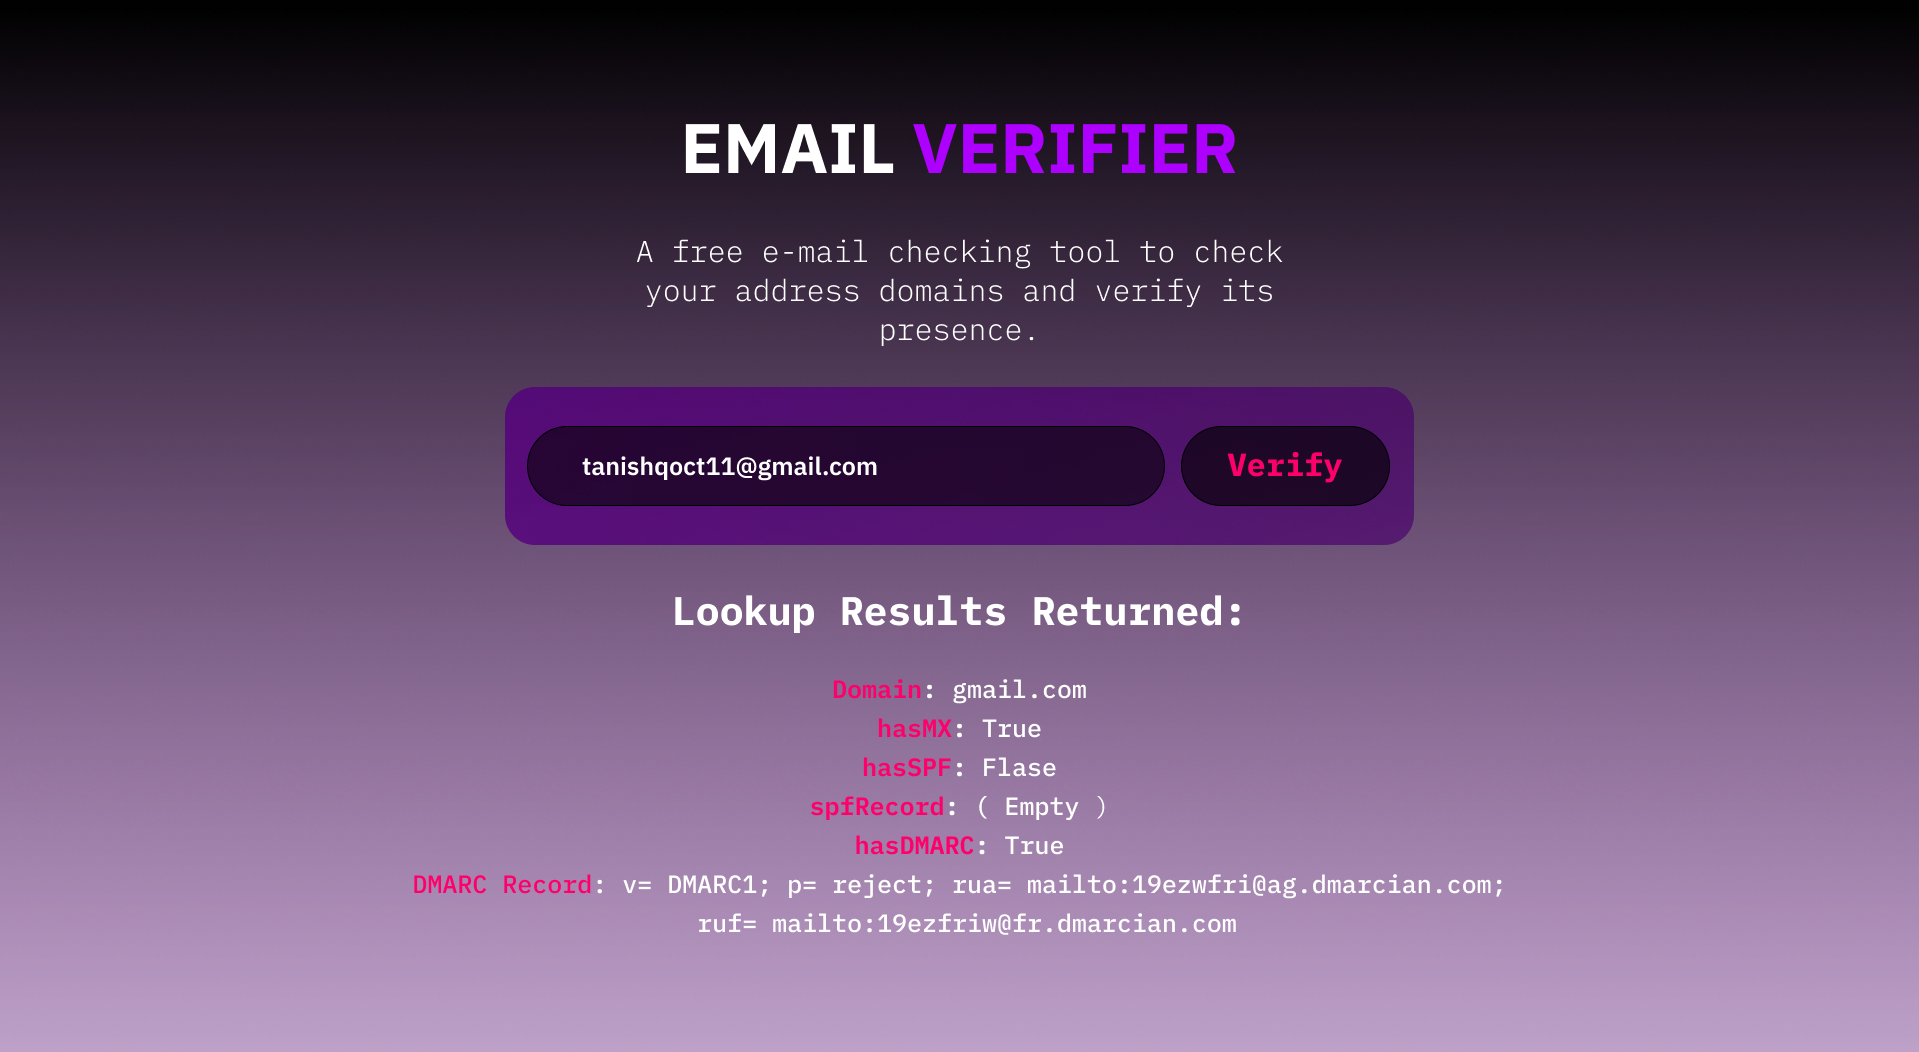 EMAIL VERIFIER
A free e-mail checking tool to check
your address domains and verify its
presence.
tanishqoct11@gmail.com
Verify
Lookup Results Returned:
Domain: gmail.com
hasMX: True
hasSPF: Flase
spfRecord: ( Empty )
hasDMARC: True
DMARC Record: v= DMARC1; p= reject; rua= mailto:19ezwfri@ag.dmarcian.com;
ruf= mailto:19ezfriw@fr.dmarcian.com